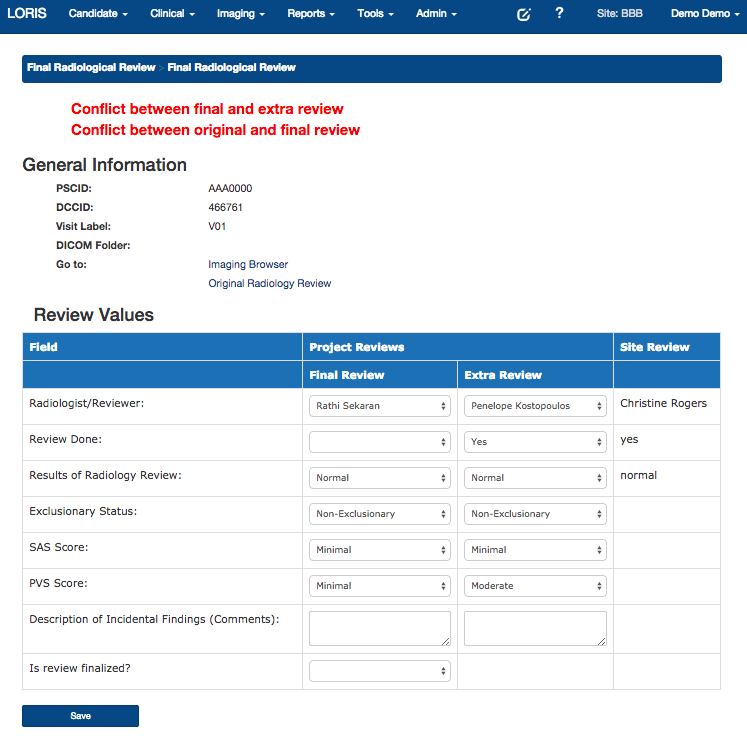 LORIS Candidate Clinical Imaging Reports Tools Admin ? Site: BBB Demo Demo
Final Radiological Review > Final Radiological Review
Conflict between final and extra review
Conflict between original and final review
General Information
PSCID: AAA0000
DCCID: 466761
Visit Label: V01
DICOM Folder:
Go to: Imaging Browser
Original Radiology Review
Review Values
Field Project Reviews Site Review
Final Review Extra Review
Radiologist/Reviewer: Rathi Sekaran Penelope Kostopoulos Christine Rogers
Review Done: Yes yes
Results of Radiology Review: Normal Normal normal
Exclusionary Status: Non-Exclusionary Non-Exclusionary
SAS Score: Minimal Minimal
PVS Score: Minimal Moderate
Description of Incidental Findings (Comments):
Is review finalized?
Save